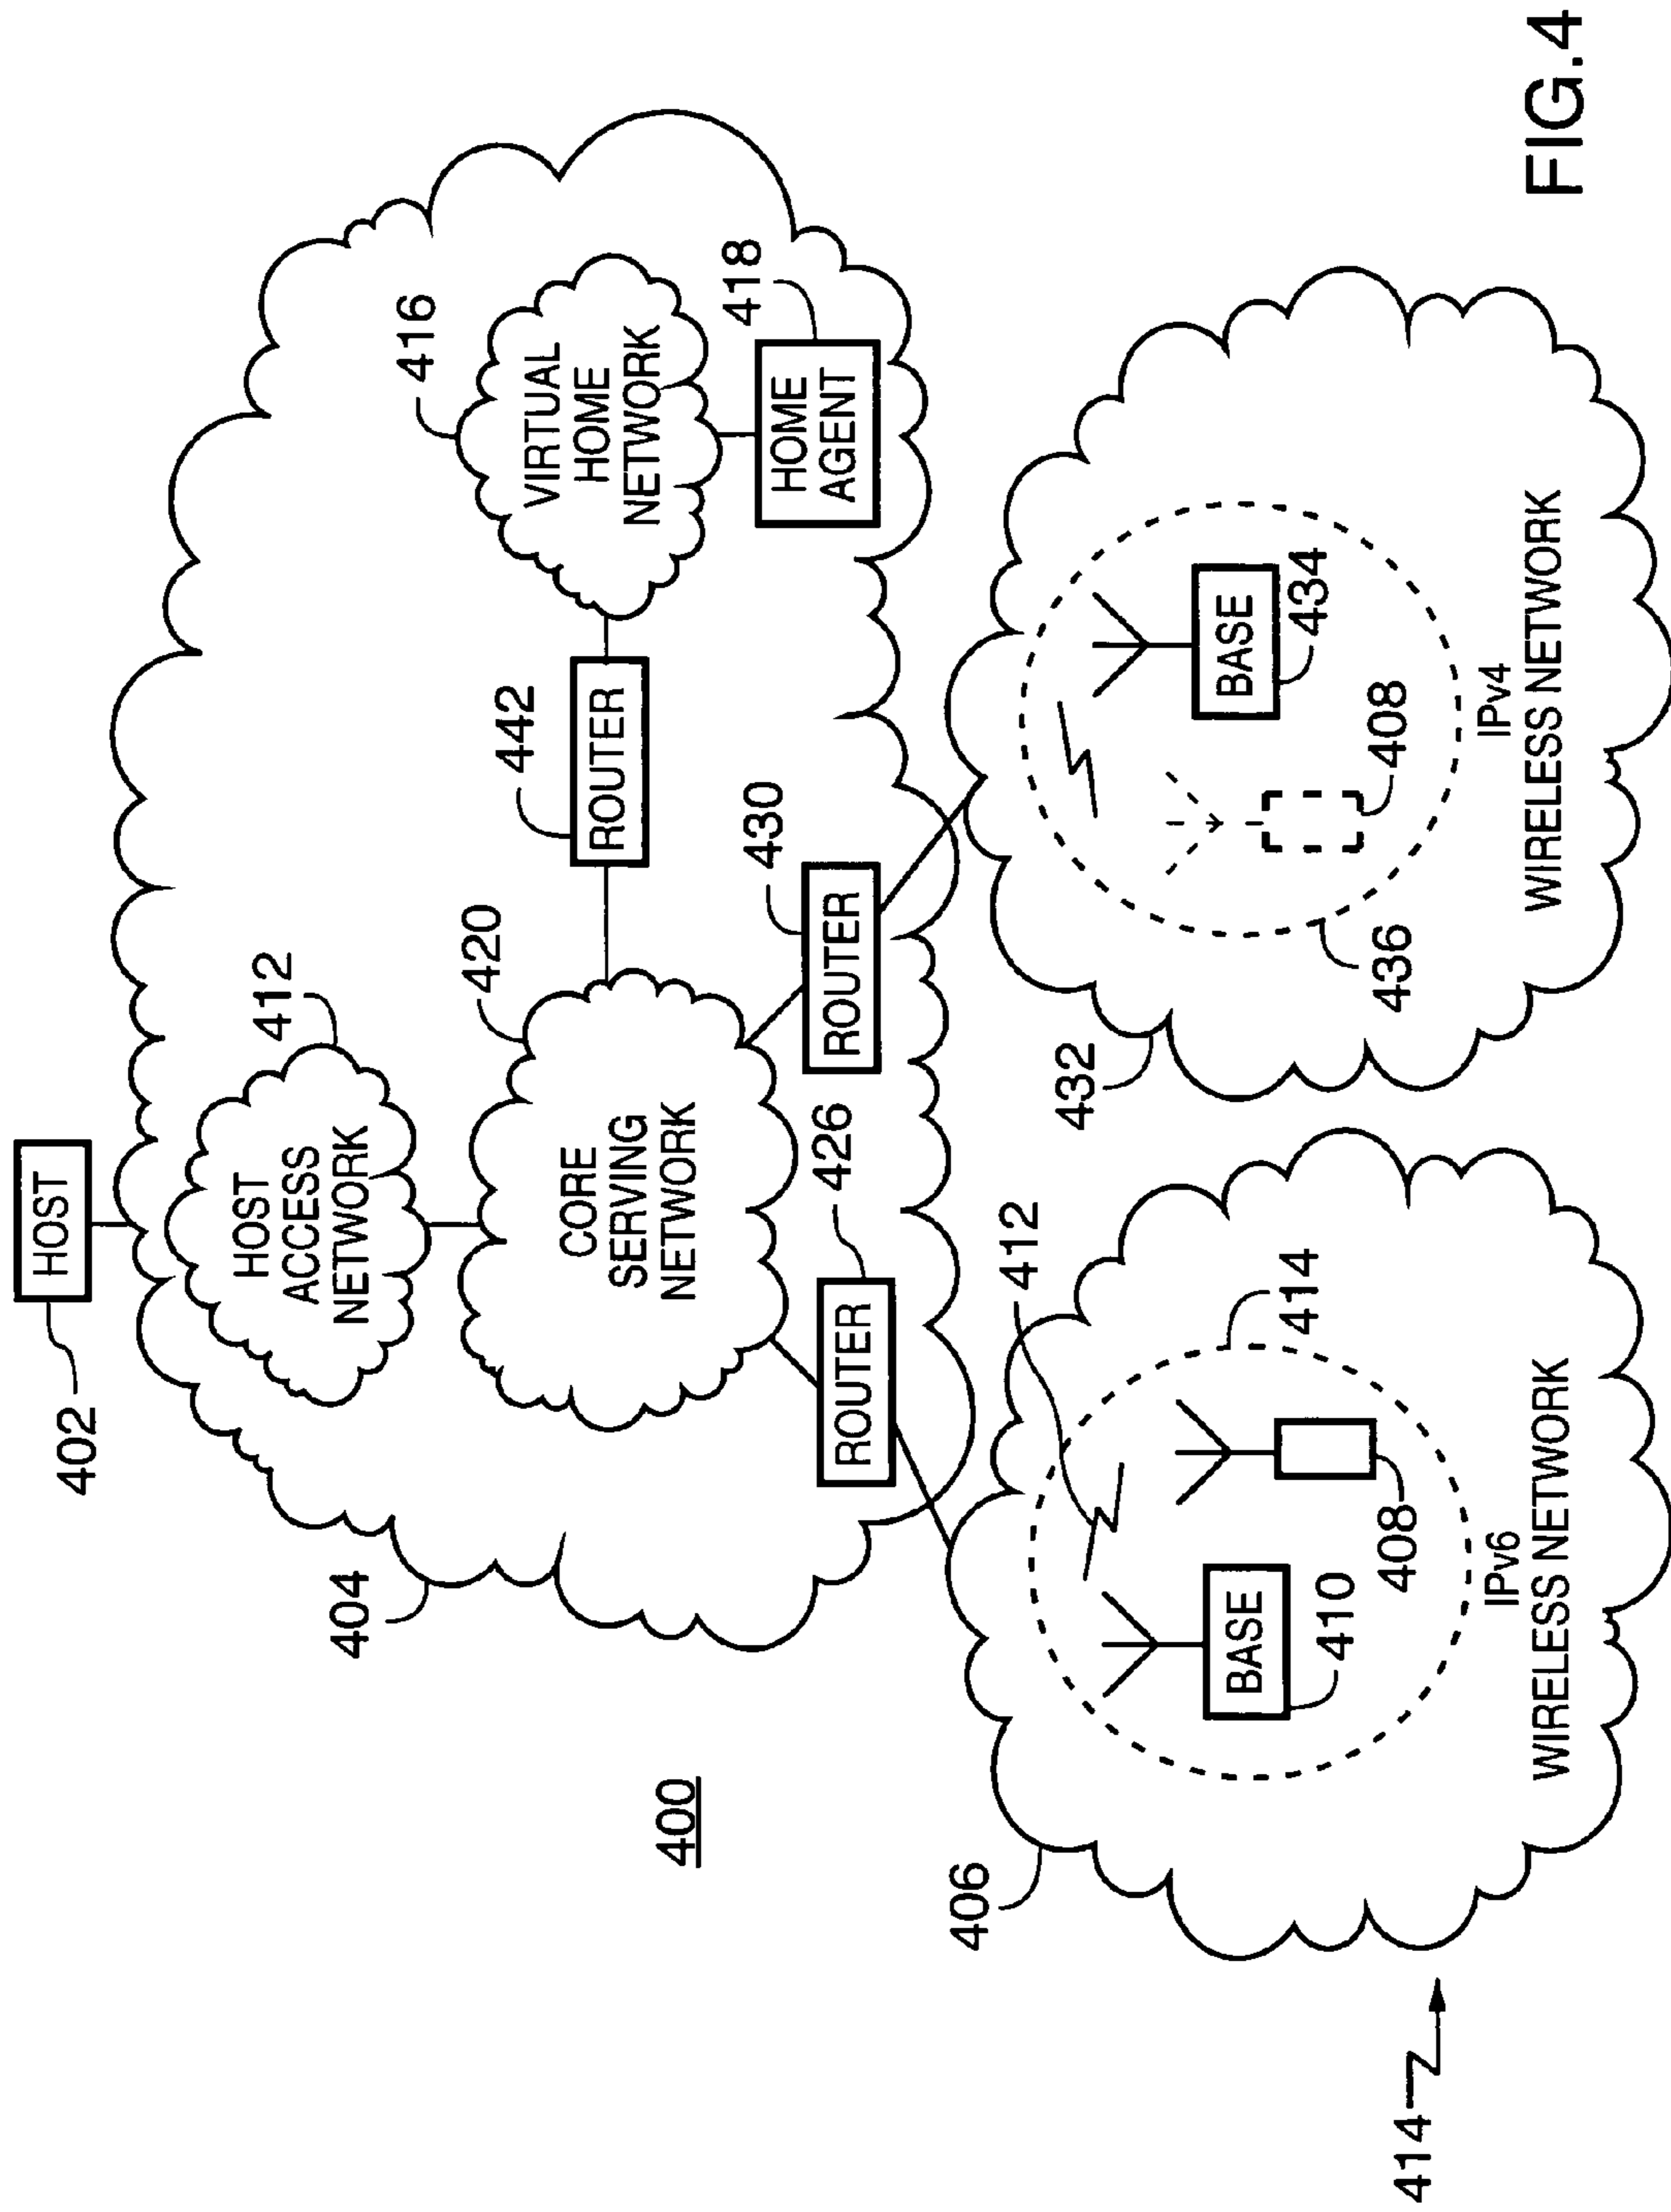 402
HOST
404
HOST
ACCESS
NETWORK
412
420
CORE
SERVING
NETWORK
442
ROUTER
416
VIRTUAL
HOME
NETWORK
HOME
AGENT
418
400
ROUTER
426
ROUTER
430
406
412
BASE
410
408
414
IPv6
WIRELESS NETWORK
414
432
436
408
BASE
434
IPv4
WIRELESS NETWORK
FIG.4